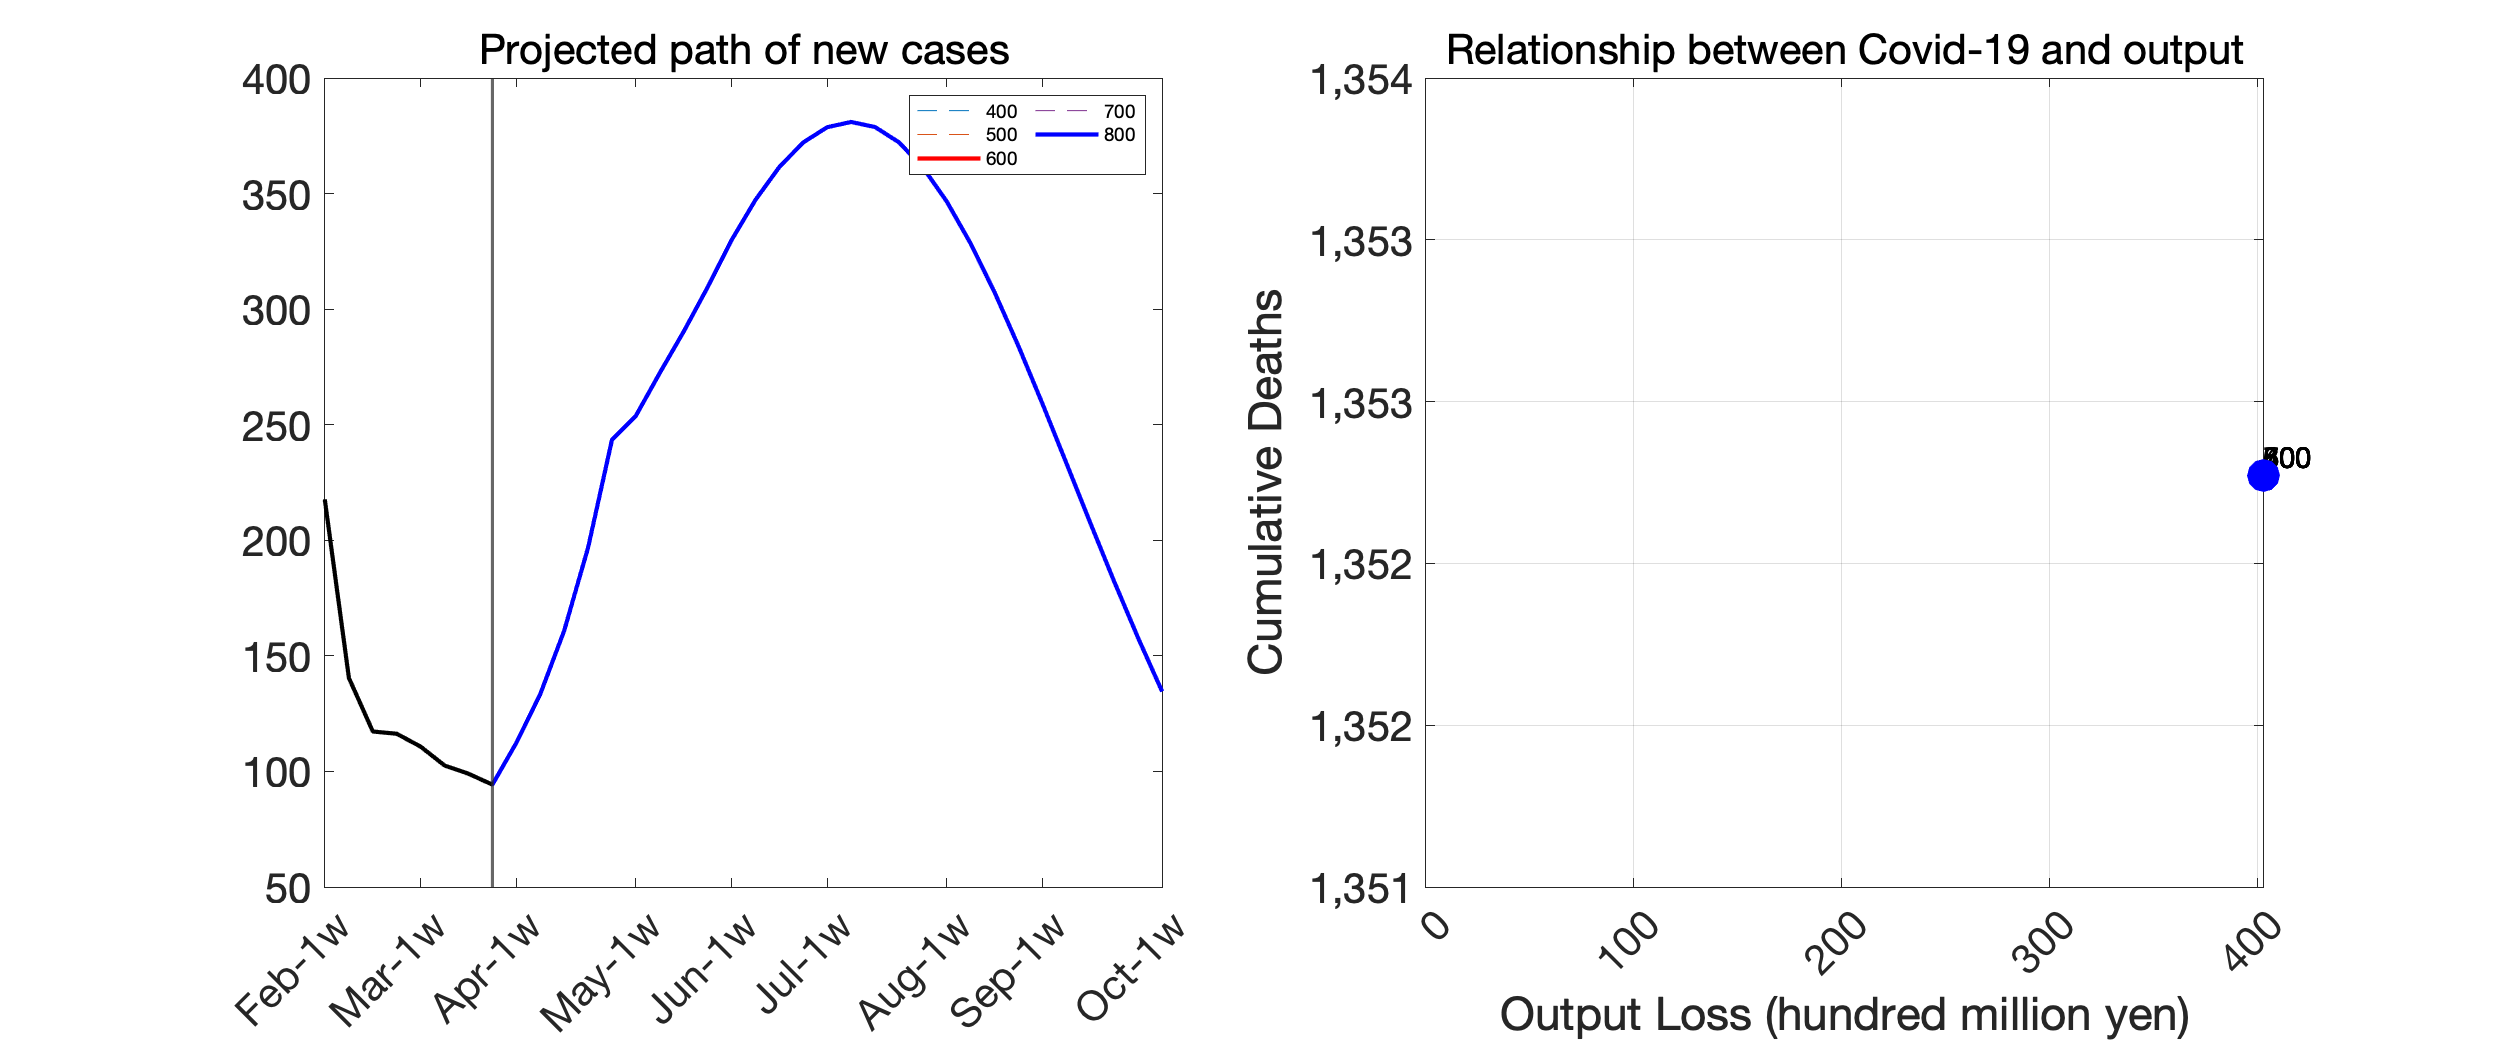 Projected path of new cases
400
350
300
250
200
150
100
50
400 700
500 800
600
Feb-1w
Mar-1w
Apr-1w
May-1w
Jun-1w
Jul-1w
Aug-1w
Sep-1w
Oct-1w
Relationship between Covid-19 and output
Cumulative Deaths
1,354
1,353
1,353
1,352
1,352
1,351
0
100
200
300
400
Output Loss (hundred million yen)